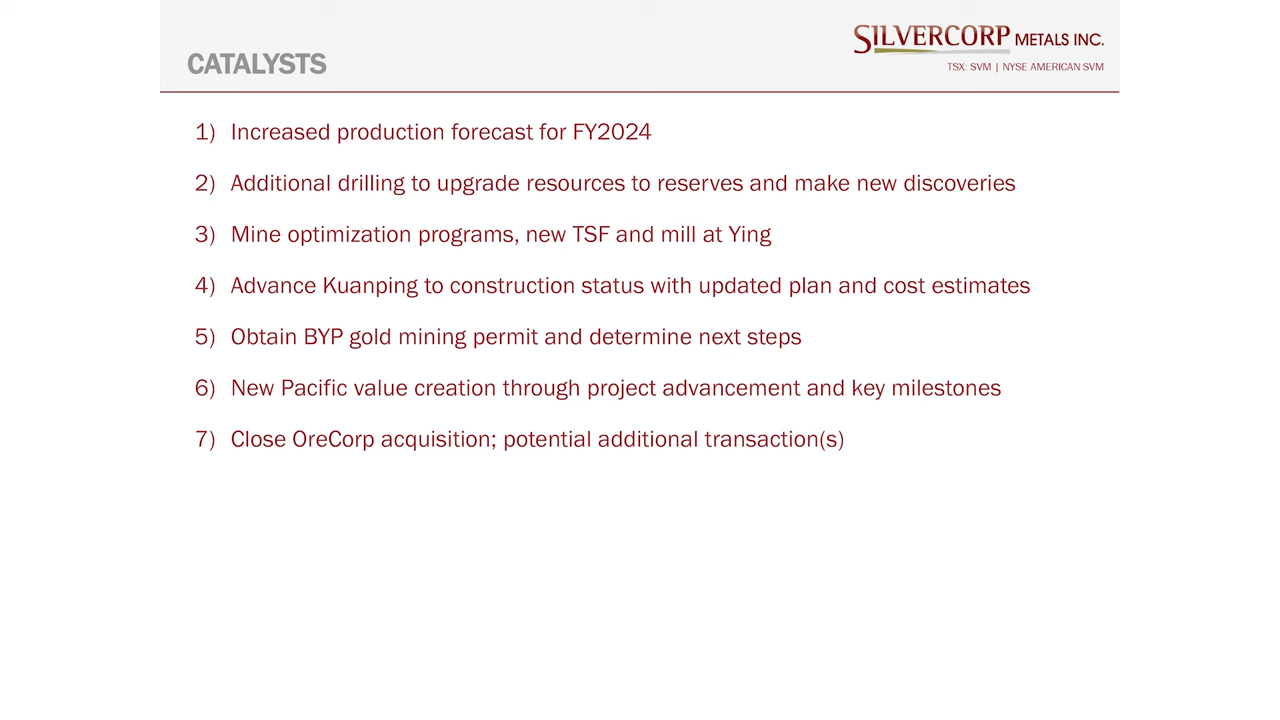 CATALYSTS
SILVERCORP METALS INC.
TSX: SVM | NYSE AMERICAN SVM
1) Increased production forecast for FY2024
2) Additional drilling to upgrade resources to reserves and make new discoveries
3) Mine optimization programs, new TSF and mill at Ying
4) Advance Kuanping to construction status with updated plan and cost estimates
5) Obtain BYP gold mining permit and determine next steps
6) New Pacific value creation through project advancement and key milestones
7) Close OreCorp acquisition; potential additional transaction(s)